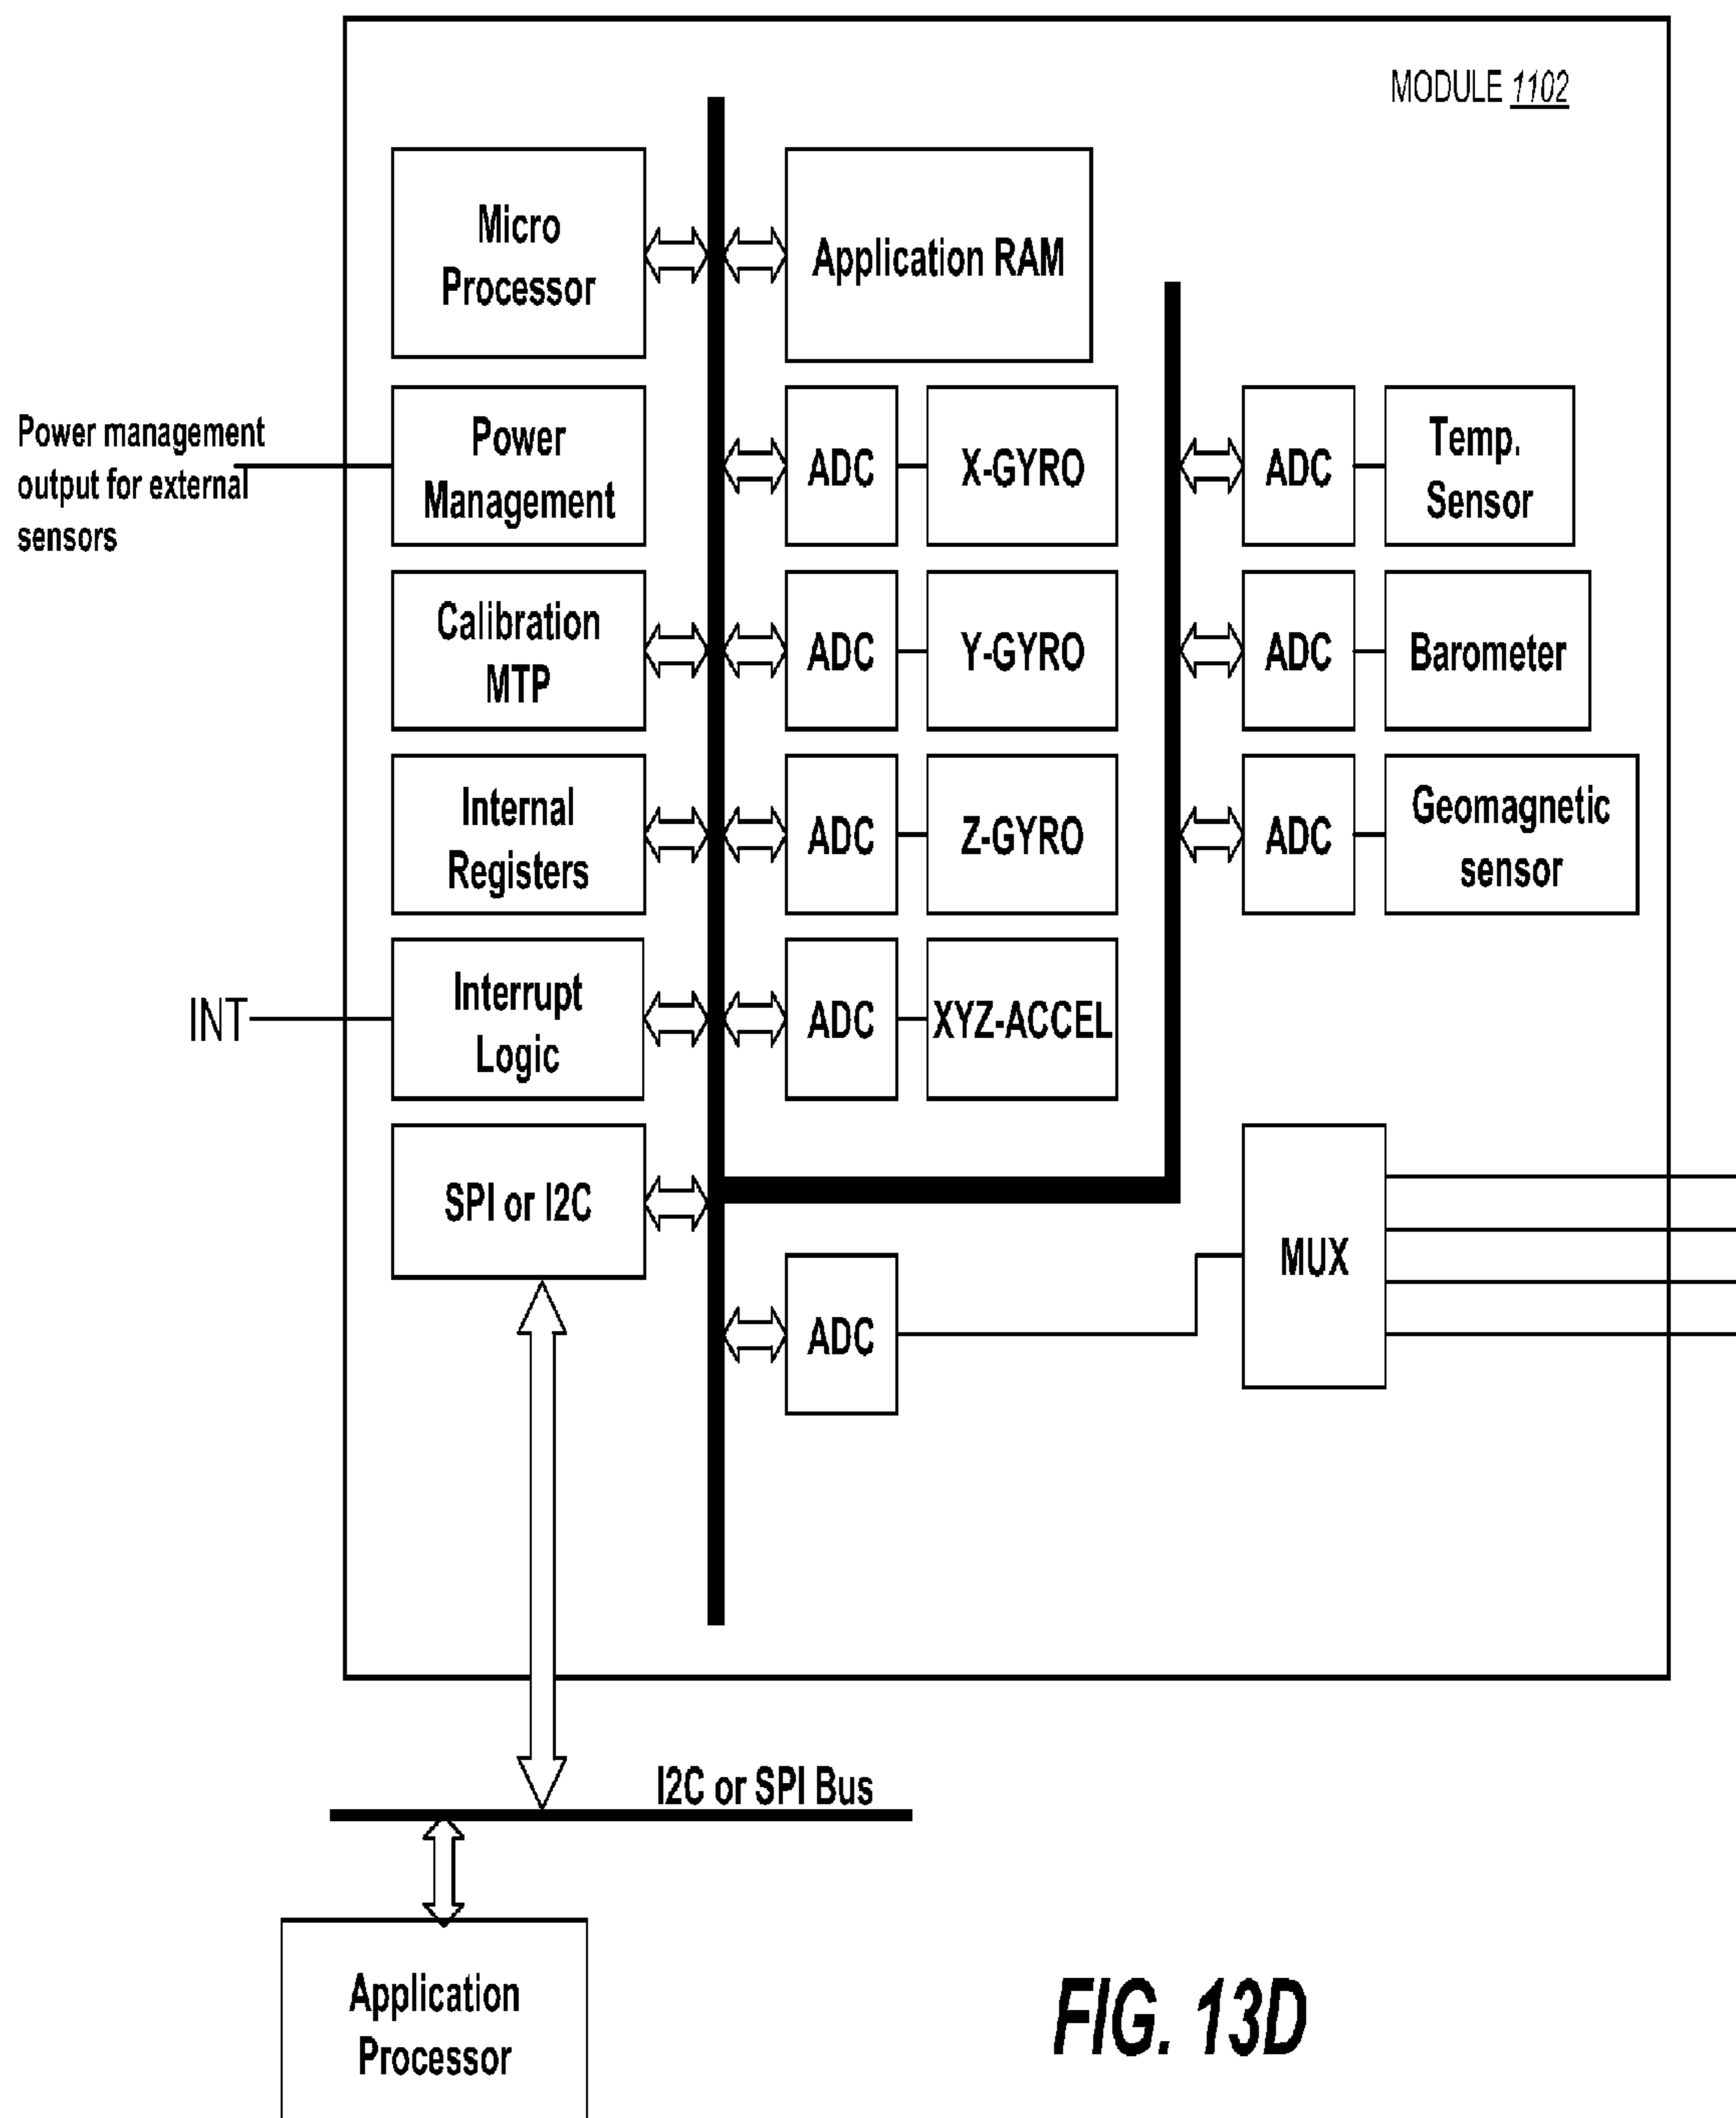 MODULE 1102
Micro
Processor
Application RAM
Power management
output for external
sensors
Power
Management
ADC
X-GYRO
ADC
Temp.
Sensor
Calibration
MTP
ADC
Y-GYRO
ADC
Barometer
Internal
Registers
ADC
Z-GYRO
ADC
Geomagnetic
sensor
INT
Interrupt
Logic
ADC
XYZ-ACCEL
SPI or I2C
MUX
ADC
I2C or SPI Bus
Application
Processor
FIG. 13D